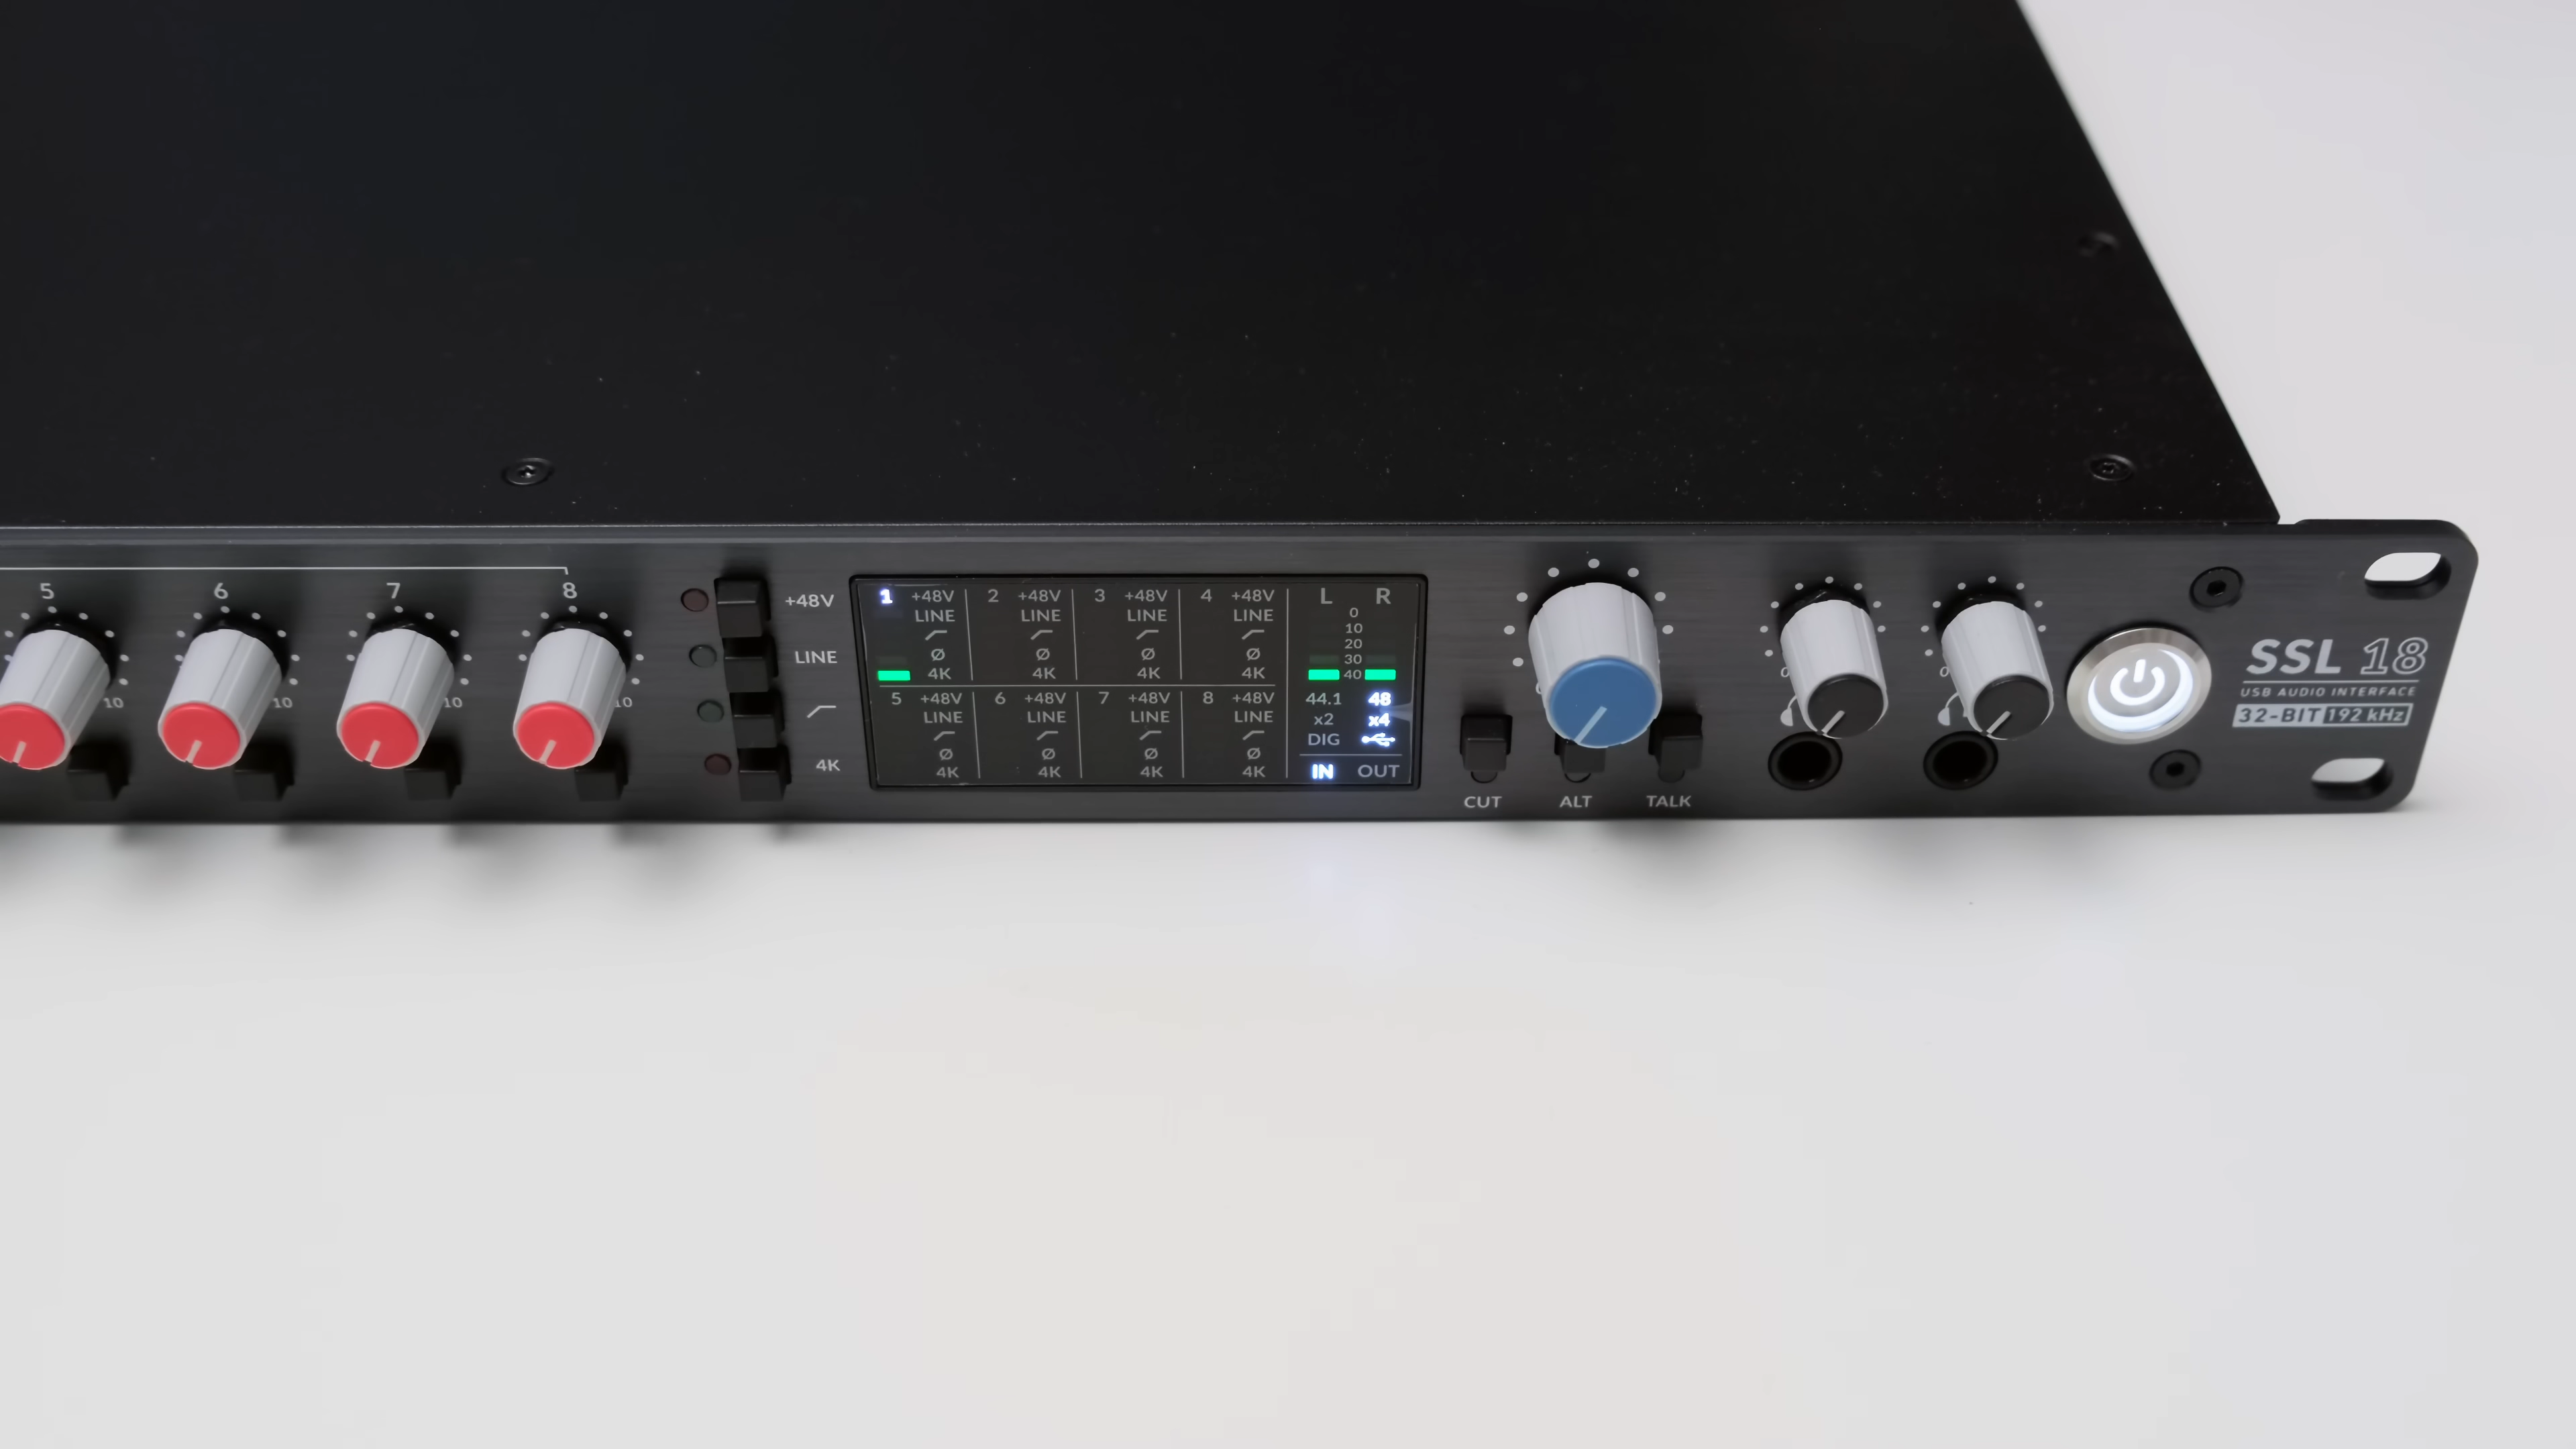 5 6 7 8
10 10 10 10
+48V
LINE
4K
1 +48V 2 +48V 3 +48V 4 +48V L R
LINE LINE LINE LINE 0
10
Ø Ø Ø Ø 20
30
4K 4K 4K 4K 40
5 +48V 6 +48V 7 +48V 8 +48V 44.1 48
LINE LINE LINE LINE x2 x4
DIG
Ø Ø Ø Ø
4K 4K 4K 4K IN OUT
CUT ALT TALK
0 0
SSL 18
USB AUDIO INTERFACE
32-BIT 192 kHz